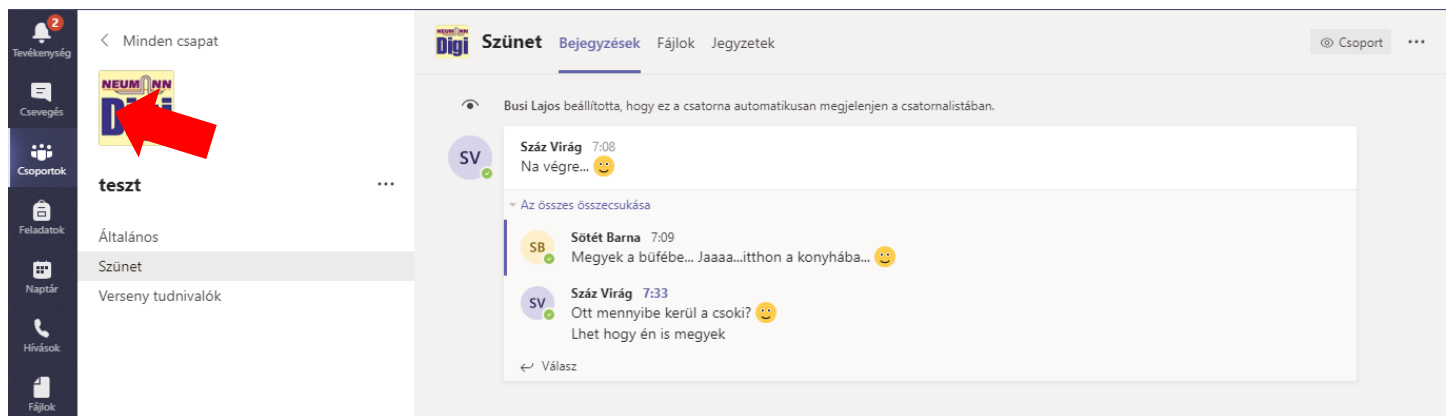 2
Tevékenység
Csevegés
Csoportok
Feladatok
Naptár
Hívások
Fájlok
Minden csapat
NEUMANN
teszt
Általános
Szünet
Verseny tudnivalók
NEUMANN
Digi
Szünet Bejegyzések Fájlok Jegyzetek
Csoport
Busi Lajos beállította, hogy ez a csatorna automatikusan megjelenjen a csatornalistában.
SV
Száz Virág 7:08
Na végre...
Az összes összecsukása
SB
Sötét Barna 7:09
Megyek a büfébe... Jaaaa...itthon a konyhába...
SV
Száz Virág 7:33
Ott mennyibe kerül a csoki?
Lhet hogy én is megyek
Válasz